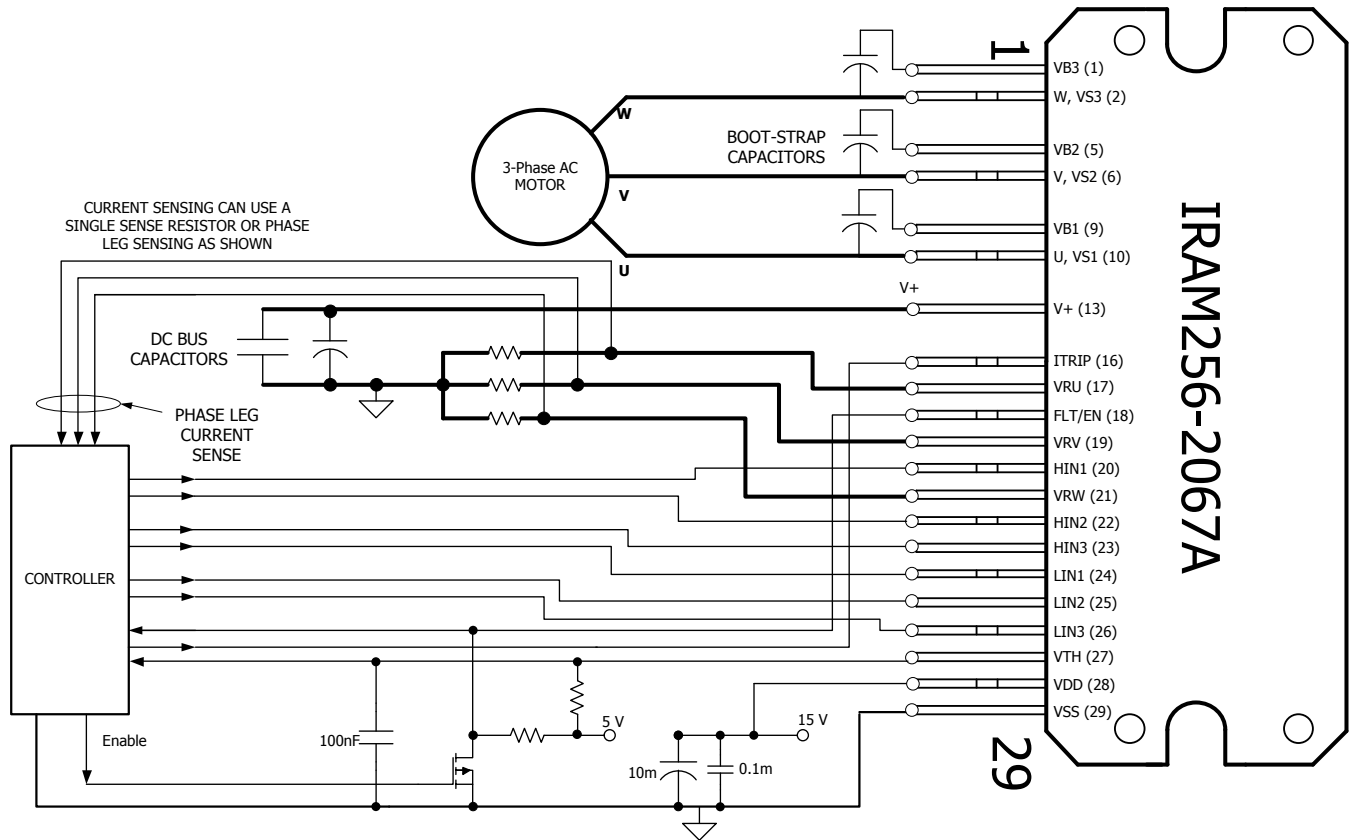 1
VB3 (1)
W, VS3 (2)
W
BOOT-STRAP
CAPACITORS
VB2 (5)
V, VS2 (6)
3-Phase AC
MOTOR
V
CURRENT SENSING CAN USE A
SINGLE SENSE RESISTOR OR PHASE
LEG SENSING AS SHOWN
VB1 (9)
U, VS1 (10)
U
V+
V+ (13)
DC BUS
CAPACITORS
ITRIP (16)
VRU (17)
PHASE LEG
CURRENT
SENSE
FLT/EN (18)
VRV (19)
HIN1 (20)
VRW (21)
HIN2 (22)
HIN3 (23)
CONTROLLER
LIN1 (24)
LIN2 (25)
LIN3 (26)
VTH (27)
VDD (28)
VSS (29)
Enable
100nF
5 V
15 V
10m
0.1m
29
IRAM256-2067A